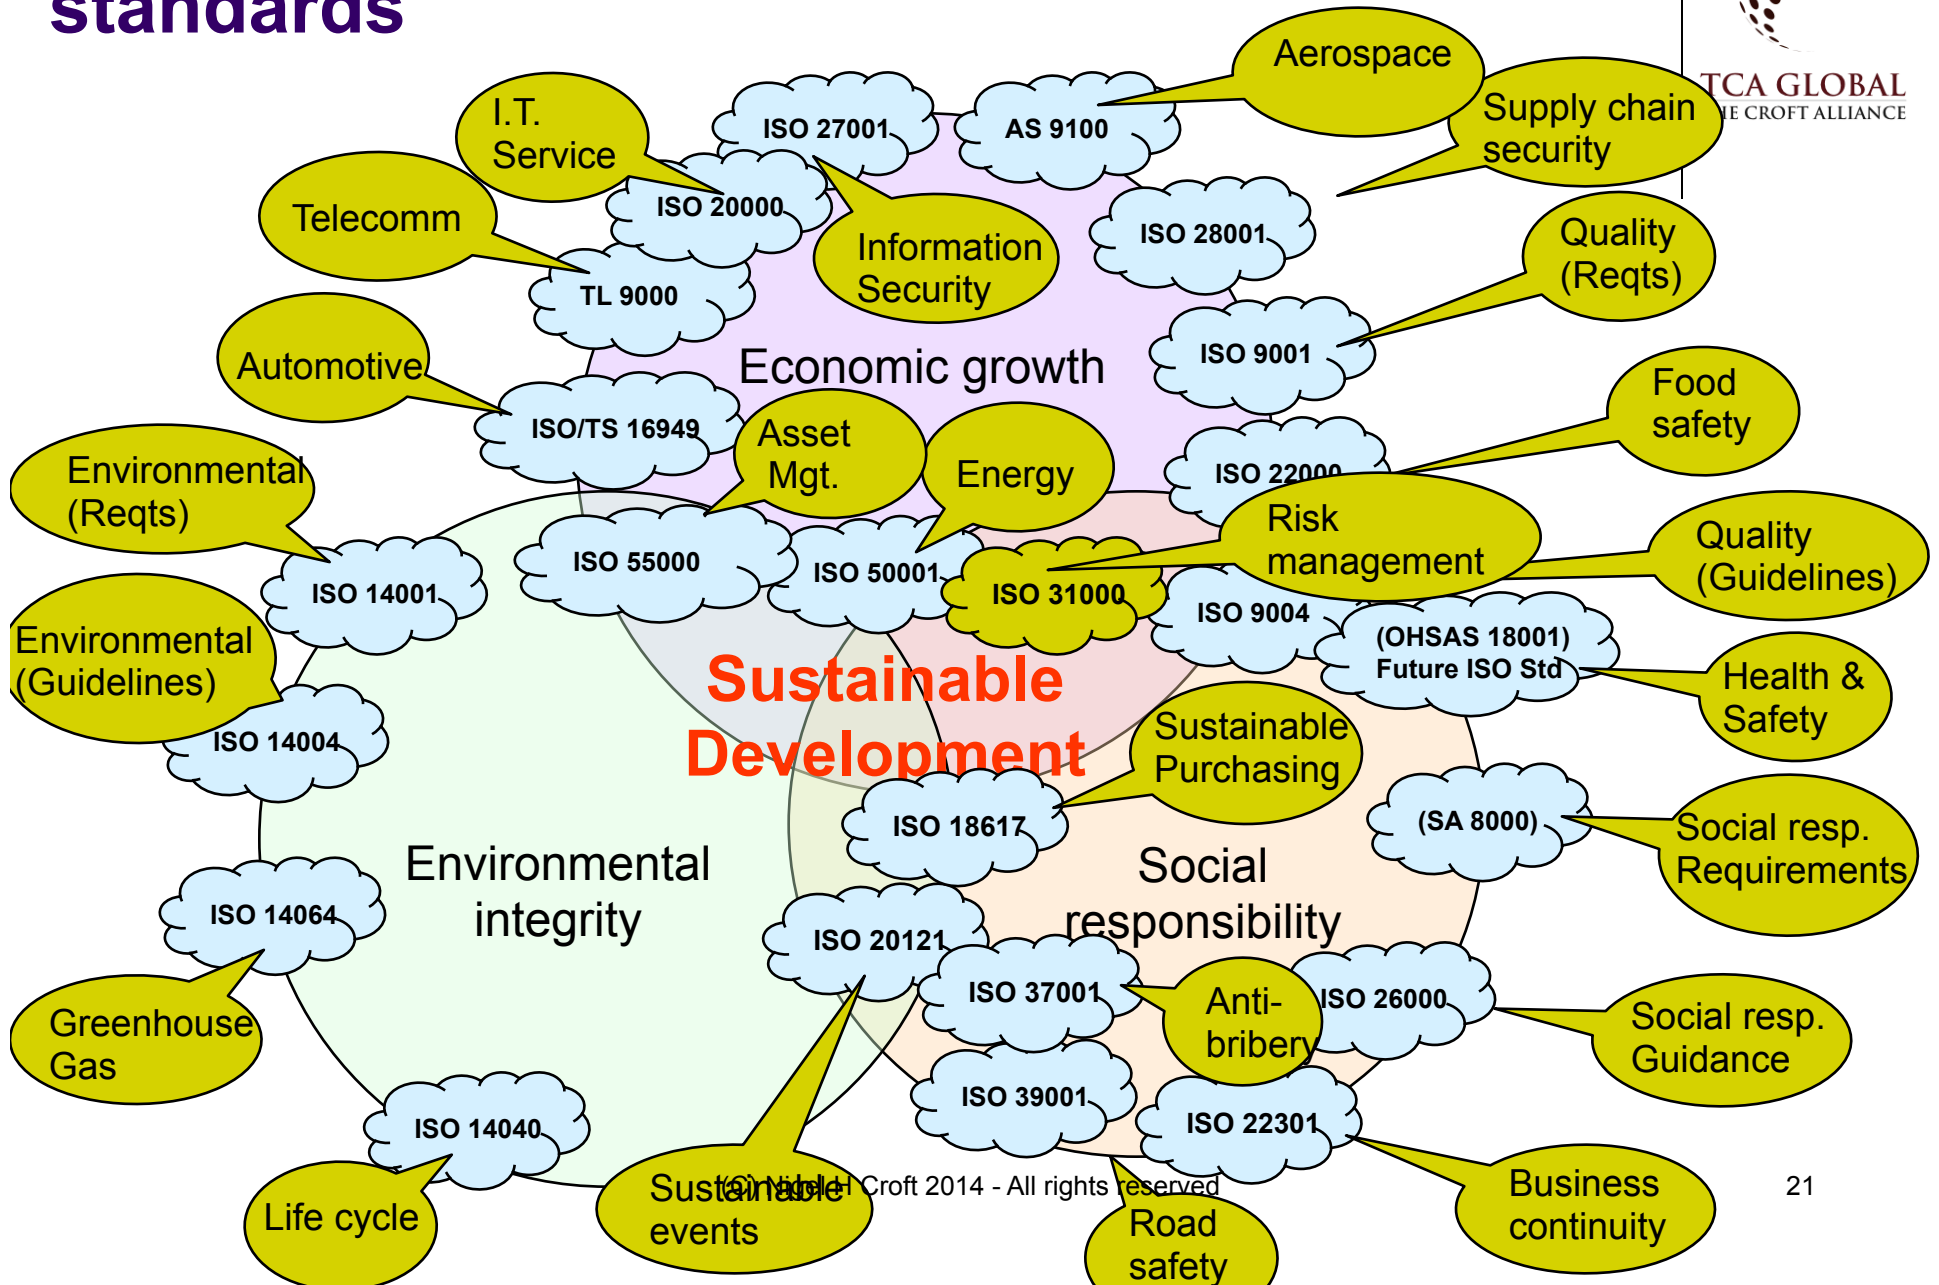 standards
TCA GLOBAL
HE CROFT ALLIANCE
Aerospace
I.T.
Service
ISO 27001
AS 9100
Supply chain
security
Telecomm
ISO 20000
ISO 28001
Information
Security
Quality
(Reqts)
TL 9000
Automotive
Economic growth
ISO 9001
Food
safety
ISO/TS 16949
Asset
Mgt.
Energy
ISO 22000
Environmental
(Reqts)
Risk
management
Quality
(Guidelines)
ISO 14001
ISO 55000
ISO 50001
ISO 31000
ISO 9004
(OHSAS 18001)
Future ISO Std
Environmental
(Guidelines)
Sustainable
Development
Health &
Safety
ISO 14004
Sustainable
Purchasing
ISO 18617
(SA 8000)
Social resp.
Requirements
Environmental
integrity
Social
responsibility
ISO 14064
ISO 20121
ISO 37001
Anti-
bribery
ISO 26000
Greenhouse
Gas
Social resp.
Guidance
ISO 14040
ISO 39001
ISO 22301
Life cycle
Sustainable
events
(C) Nigel H Croft 2014 - All rights reserved
Road
safety
Business
continuity
21